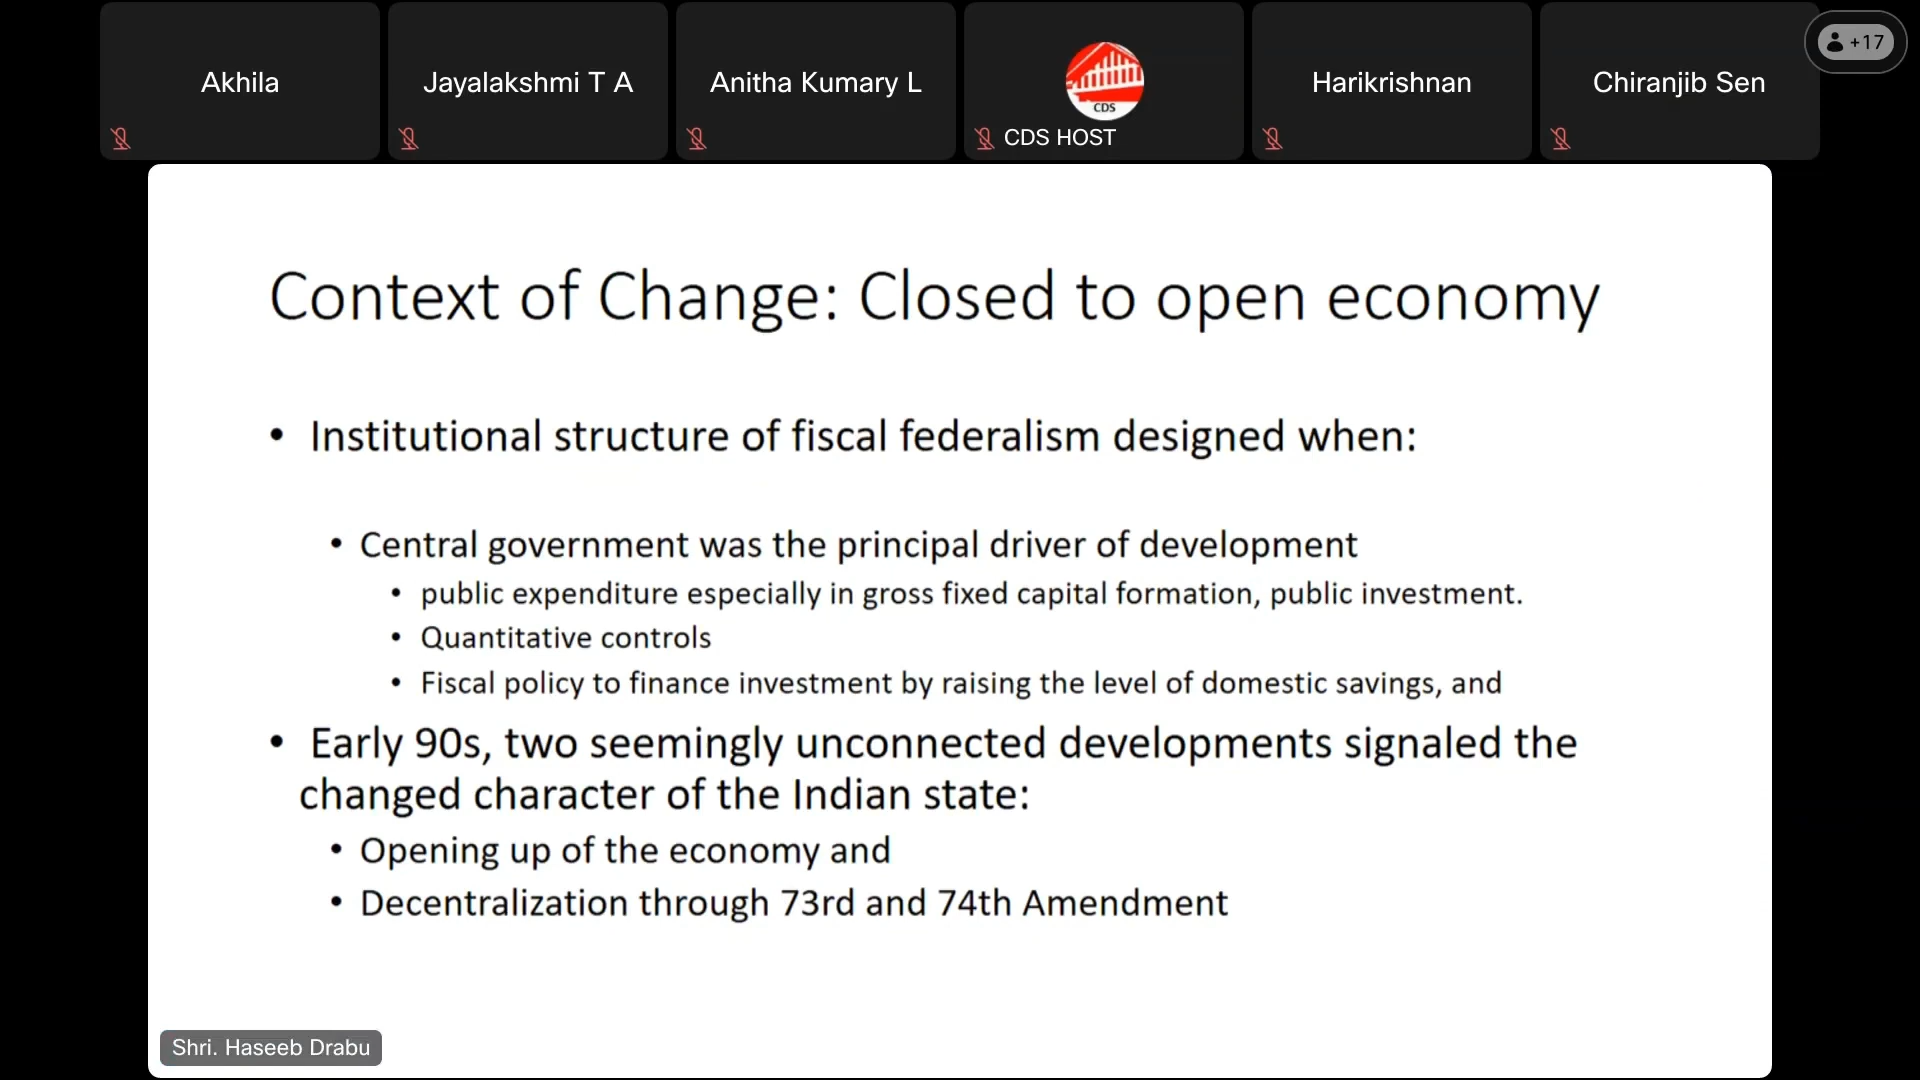 Akhila
Jayalakshmi T A
Anitha Kumary L
CDS
CDS HOST
Harikrishnan
Chiranjib Sen
+17
Context of Change: Closed to open economy
• Institutional structure of fiscal federalism designed when:
• Central government was the principal driver of development
• public expenditure especially in gross fixed capital formation, public investment.
• Quantitative controls
• Fiscal policy to finance investment by raising the level of domestic savings, and
• Early 90s, two seemingly unconnected developments signaled the
changed character of the Indian state:
• Opening up of the economy and
• Decentralization through 73rd and 74th Amendment
Shri. Haseeb Drabu